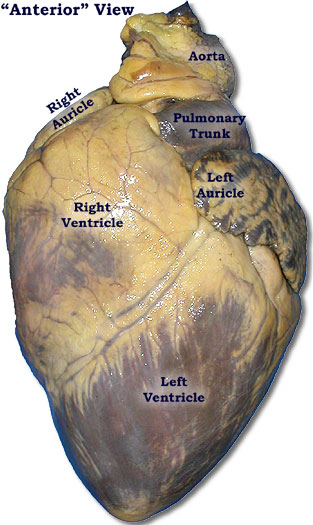 “Anterior” View
Aorta
Right
Auricle
Pulmonary
Trunk
Left
Auricle
Right
Ventricle
Left
Ventricle